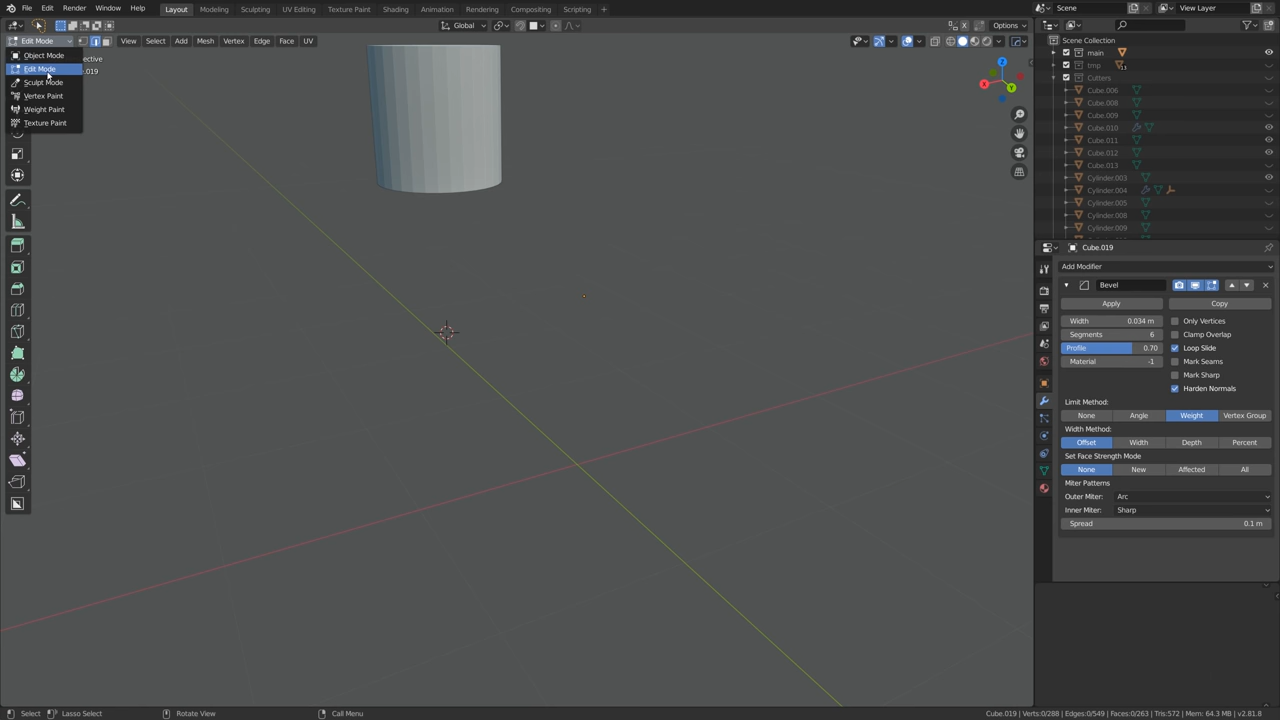 File Edit Render Window Help Layout Modeling Sculpting UV Editing Texture Paint Shading Animation Rendering Compositing Scripting Scene View Layer
Global Options
Edit Mode View Select Add Mesh Vertex Edge Face UV
Object Mode
Edit Mode
Sculpt Mode
Vertex Paint
Weight Paint
Texture Paint
ective
.019
X
Y
Z
Scene Collection
main
tmp 13
Cutters
Cube.006
Cube.008
Cube.009
Cube.010
Cube.011
Cube.012
Cube.013
Cylinder.003
Cylinder.004
Cylinder.005
Cylinder.008
Cylinder.009
Cube.019
Add Modifier
Bevel
Apply Copy
Width 0.034 m Only Vertices
Segments 6 Clamp Overlap
Profile 0.70 Loop Slide
Material -1 Mark Seams
Mark Sharp
Harden Normals
Limit Method:
None Angle Weight Vertex Group
Width Method:
Offset Width Depth Percent
Set Face Strength Mode
None New Affected All
Miter Patterns
Outer Miter: Arc
Inner Miter: Sharp
Spread 0.1 m
Select Lasso Select Rotate View Call Menu Cube.019 | Verts:0/288 | Edges:0/549 | Faces:0/263 | Tris:572 | Mem: 64.3 MB | v2.81.8